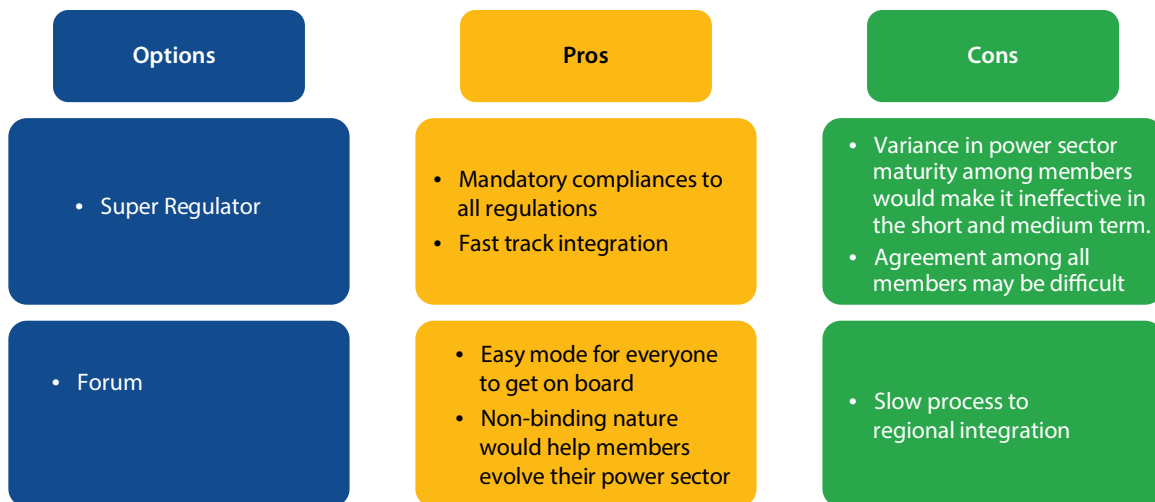 Options
Pros
Cons
• Super Regulator
• Mandatory compliances to
all regulations
• Fast track integration
• Variance in power sector
maturity among members
would make it ineffective in
the short and medium term.
• Agreement among all
members may be difficult
• Forum
• Easy mode for everyone
to get on board
• Non-binding nature
would help members
evolve their power sector
• Slow process to
regional integration